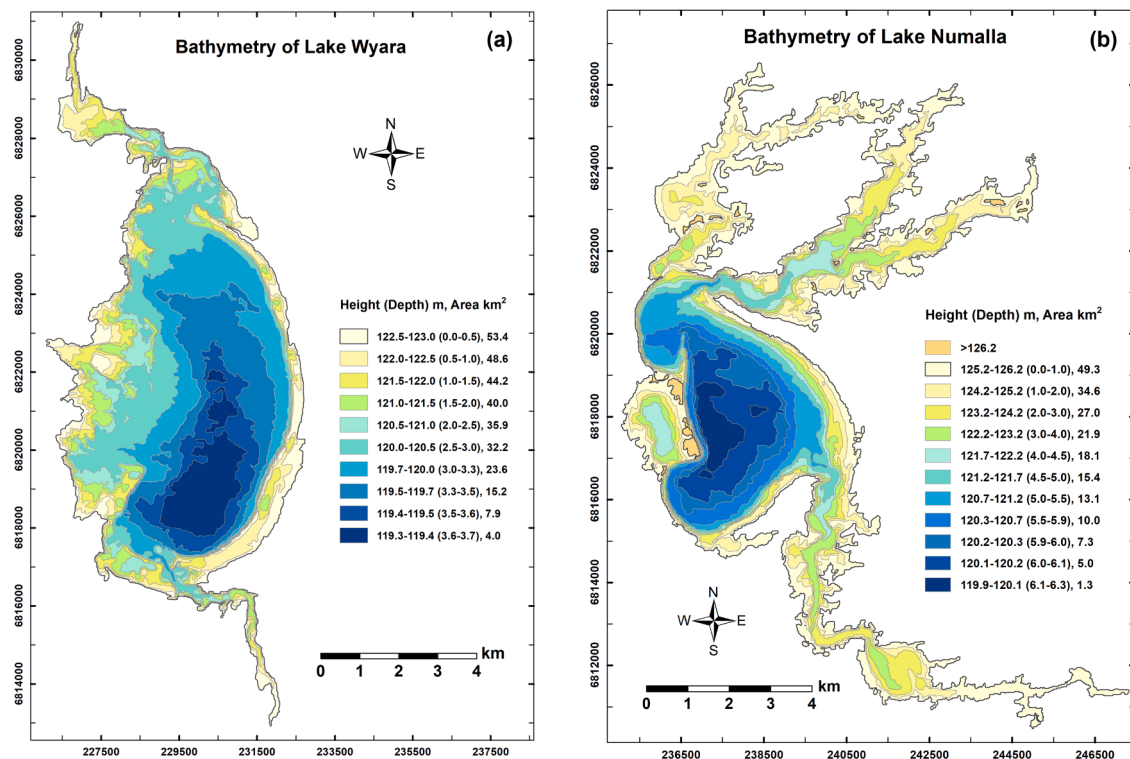 Bathymetry of Lake Wyara
(a)
N
W E
S
Height (Depth) m, Area km²
122.5-123.0 (0.0-0.5), 53.4
122.0-122.5 (0.5-1.0), 48.6
121.5-122.0 (1.0-1.5), 44.2
121.0-121.5 (1.5-2.0), 40.0
120.5-121.0 (2.0-2.5), 35.9
120.0-120.5 (2.5-3.0), 32.2
119.7-120.0 (3.0-3.3), 23.6
119.5-119.7 (3.3-3.5), 15.2
119.4-119.5 (3.5-3.6), 7.9
119.3-119.4 (3.6-3.7), 4.0
km
0 1 2 3 4
6830000
6828000
6826000
6824000
6822000
6820000
6818000
6816000
6814000
227500 229500 231500 233500 235500 237500
Bathymetry of Lake Numalla
(b)
Height (Depth) m, Area km²
>126.2
125.2-126.2 (0.0-1.0), 49.3
124.2-125.2 (1.0-2.0), 34.6
123.2-124.2 (2.0-3.0), 27.0
122.2-123.2 (3.0-4.0), 21.9
121.7-122.2 (4.0-4.5), 18.1
121.2-121.7 (4.5-5.0), 15.4
120.7-121.2 (5.0-5.5), 13.1
120.3-120.7 (5.5-5.9), 10.0
120.2-120.3 (5.9-6.0), 7.3
120.1-120.2 (6.0-6.1), 5.0
119.9-120.1 (6.1-6.3), 1.3
N
W E
S
km
0 1 2 3 4
6826000
6824000
6822000
6820000
6818000
6816000
6814000
6812000
236500 238500 240500 242500 244500 246500